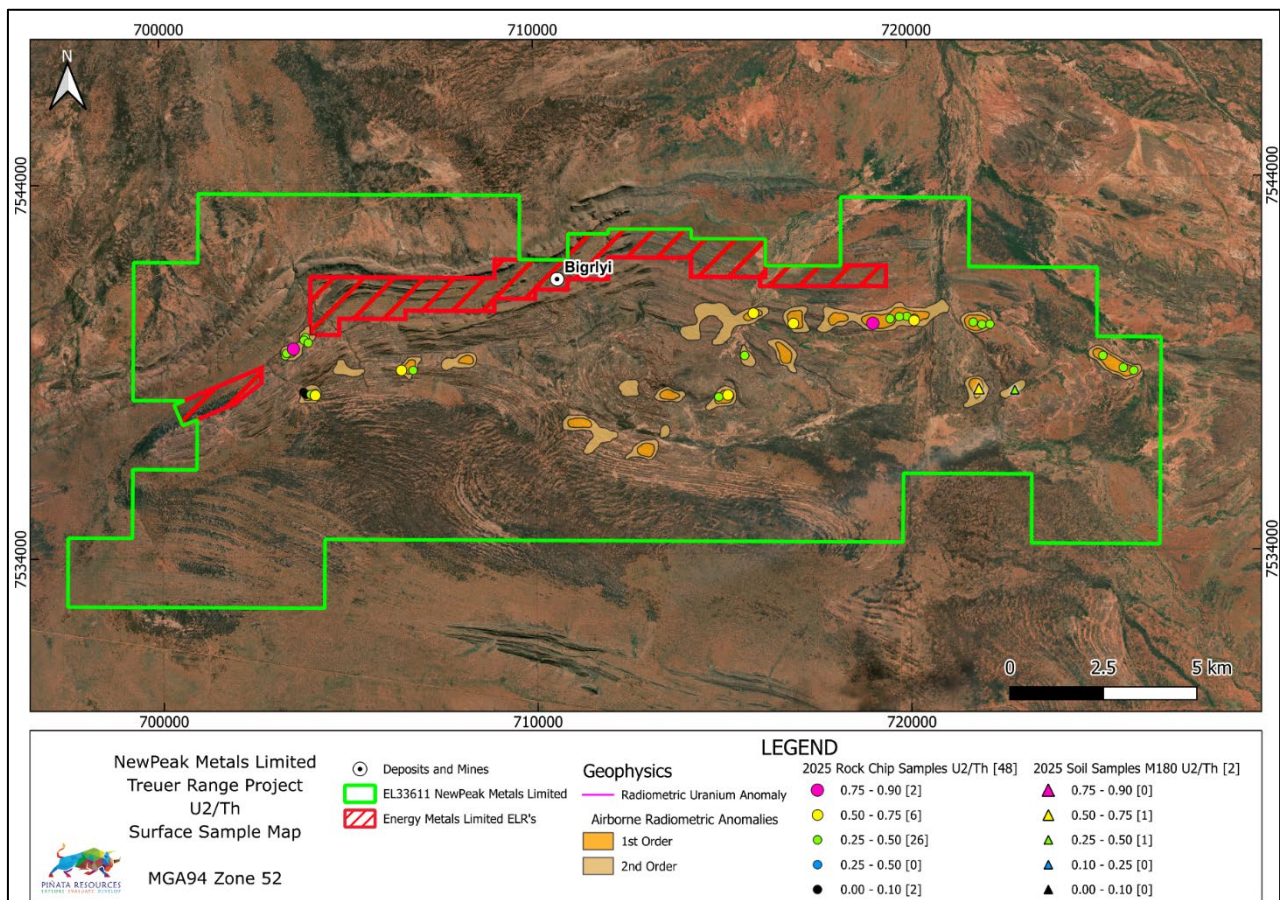 700000 710000 720000
N
7544000 7544000
Bigrlyi
7534000 7534000
0 2.5 5 km
700000 710000 720000
LEGEND
NewPeak Metals Limited
Treuer Range Project
U2/Th
Surface Sample Map
MGA94 Zone 52
PIÑATA RESOURCES
EXPLORE EVALUATE DEVELOP
Deposits and Mines
EL33611 NewPeak Metals Limited
Energy Metals Limited ELR's
Geophysics
Radiometric Uranium Anomaly
Airborne Radiometric Anomalies
1st Order
2nd Order
2025 Rock Chip Samples U2/Th [48]
0.75 - 0.90 [2]
0.50 - 0.75 [6]
0.25 - 0.50 [26]
0.25 - 0.50 [0]
0.00 - 0.10 [2]
2025 Soil Samples M180 U2/Th [2]
0.75 - 0.90 [0]
0.50 - 0.75 [1]
0.25 - 0.50 [1]
0.10 - 0.25 [0]
0.00 - 0.10 [0]